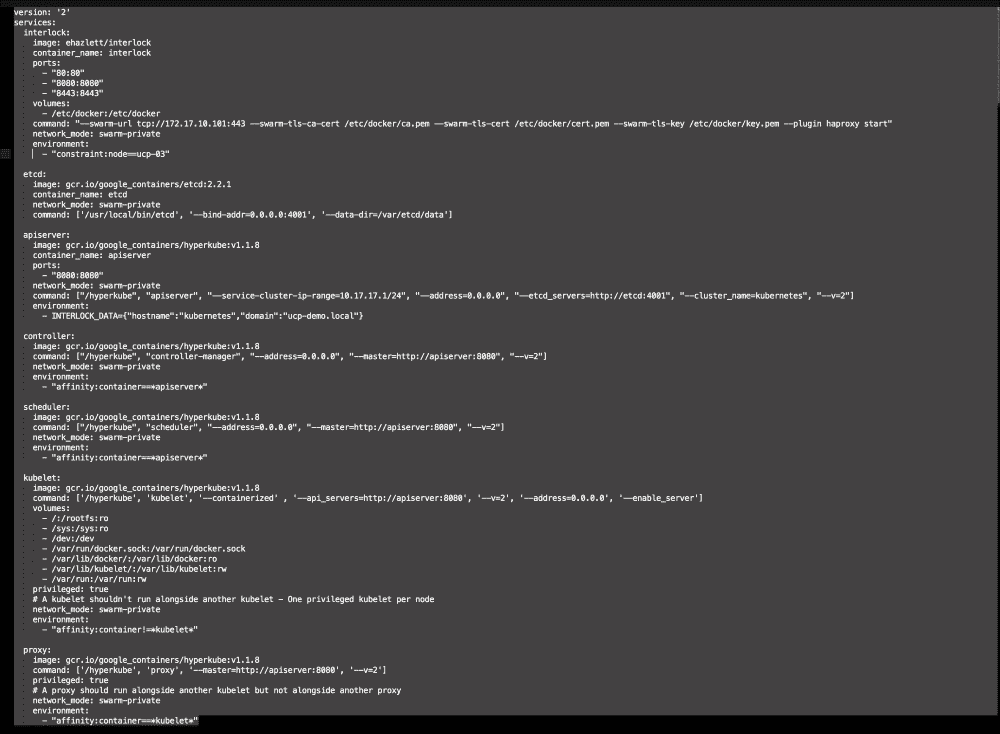 version: '2'
services:
  interlock:
    image: ehazlett/interlock
    container_name: interlock
    ports:
      - "80:80"
      - "8080:8080"
      - "8443:8443"
    volumes:
      - /etc/docker:/etc/docker
    command: "--swarm-url tcp://172.17.10.101:443 --swarm-tls-ca-cert /etc/docker/ca.pem --swarm-tls-cert /etc/docker/cert.pem --swarm-tls-key /etc/docker/key.pem --plugin haproxy start"
    network_mode: swarm-private
    environment:
      - "constraint:node==ucp-03"
  etcd:
    image: gcr.io/google_containers/etcd:2.2.1
    container_name: etcd
    network_mode: swarm-private
    command: ['/usr/local/bin/etcd', '--bind-addr=0.0.0.0:4001', '--data-dir=/var/etcd/data']
  apiserver:
    image: gcr.io/google_containers/hyperkube:v1.1.8
    container_name: apiserver
    ports:
      - "8080:8080"
    network_mode: swarm-private
    command: ["/hyperkube", "apiserver", "--service-cluster-ip-range=10.17.17.1/24", "--address=0.0.0.0", "--etcd_servers=http://etcd:4001", "--cluster_name=kubernetes", "--v=2"]
    environment:
      - INTERLOCK_DATA={"hostname":"kubernetes","domain":"ucp-demo.local"}
  controller:
    image: gcr.io/google_containers/hyperkube:v1.1.8
    command: ["/hyperkube", "controller-manager", "--address=0.0.0.0", "--master=http://apiserver:8080", "--v=2"]
    network_mode: swarm-private
    environment:
      - "affinity:container==*apiserver*"
  scheduler:
    image: gcr.io/google_containers/hyperkube:v1.1.8
    command: ["/hyperkube", "scheduler", "--address=0.0.0.0", "--master=http://apiserver:8080", "--v=2"]
    network_mode: swarm-private
    environment:
      - "affinity:container==*apiserver*"
  kubelet:
    image: gcr.io/google_containers/hyperkube:v1.1.8
    command: ['/hyperkube', 'kubelet', '--containerized' , '--api_servers=http://apiserver:8080', '--v=2', '--address=0.0.0.0', '--enable_server']
    volumes:
      - /:/rootfs:ro
      - /sys:/sys:ro
      - /dev:/dev
      - /var/run/docker.sock:/var/run/docker.sock
      - /var/lib/docker/:/var/lib/docker:ro
      - /var/lib/kubelet/:/var/lib/kubelet:rw
      - /var/run:/var/run:rw
    privileged: true
    # A kubelet shouldn't run alongside another kubelet - One privileged kubelet per node
    network_mode: swarm-private
    environment:
      - "affinity:container!=*kubelet*"
  proxy:
    image: gcr.io/google_containers/hyperkube:v1.1.8
    command: ['/hyperkube', 'proxy', '--master=http://apiserver:8080', '--v=2']
    privileged: true
    # A proxy should run alongside another kubelet but not alongside another proxy
    network_mode: swarm-private
    environment:
      - "affinity:container==*kubelet*"